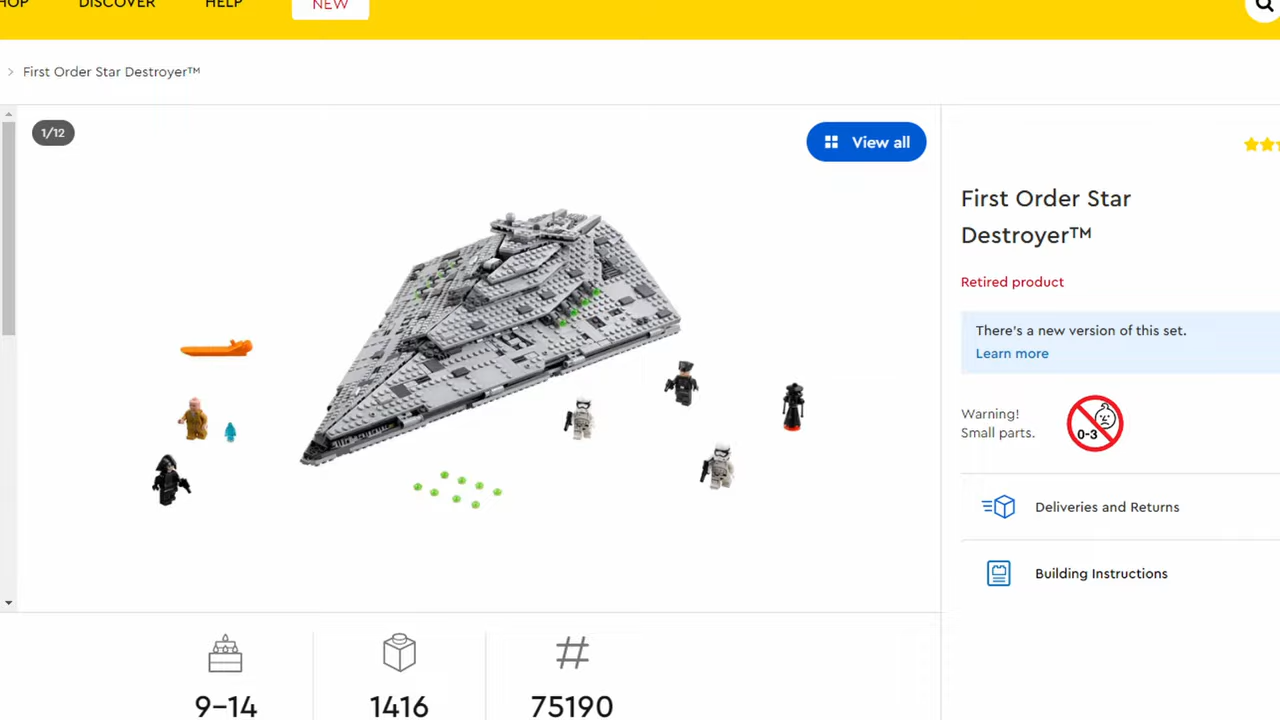 HOP DISCOVER HELP NEW
> First Order Star Destroyer™
1/12
View all
First Order Star
Destroyer™
Retired product
There's a new version of this set.
Learn more
Warning!
Small parts.
0-3
Deliveries and Returns
Building Instructions
9-14
1416
75190